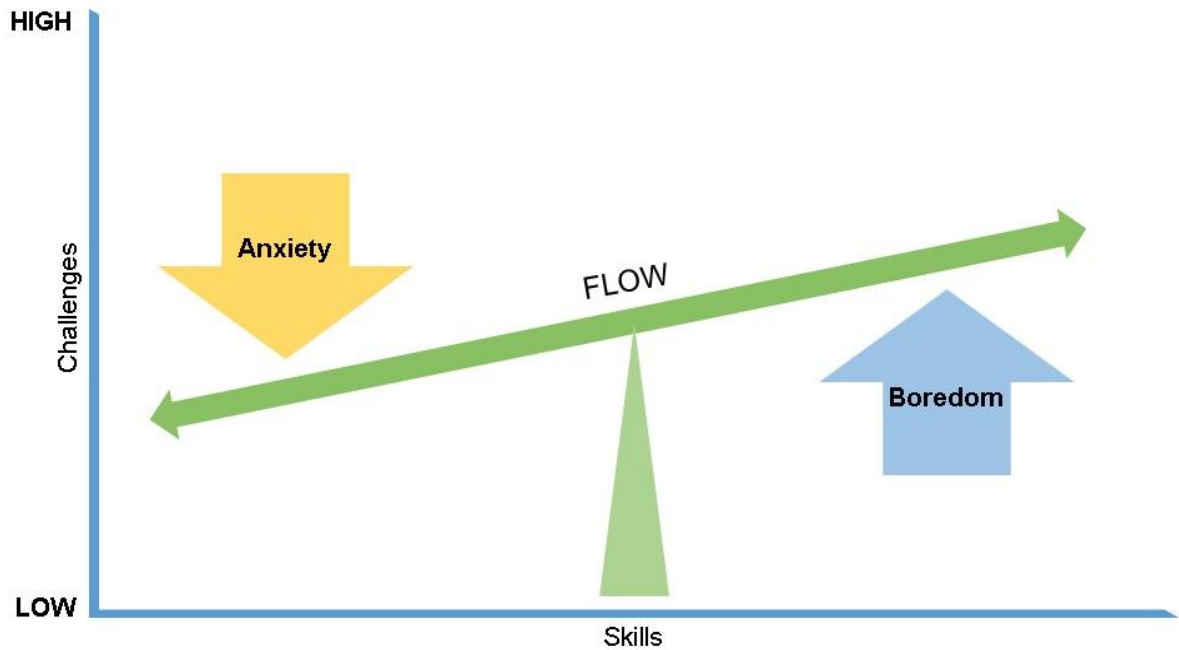 HIGH
Anxiety
FLOW
Challenges
Boredom
LOW
Skills